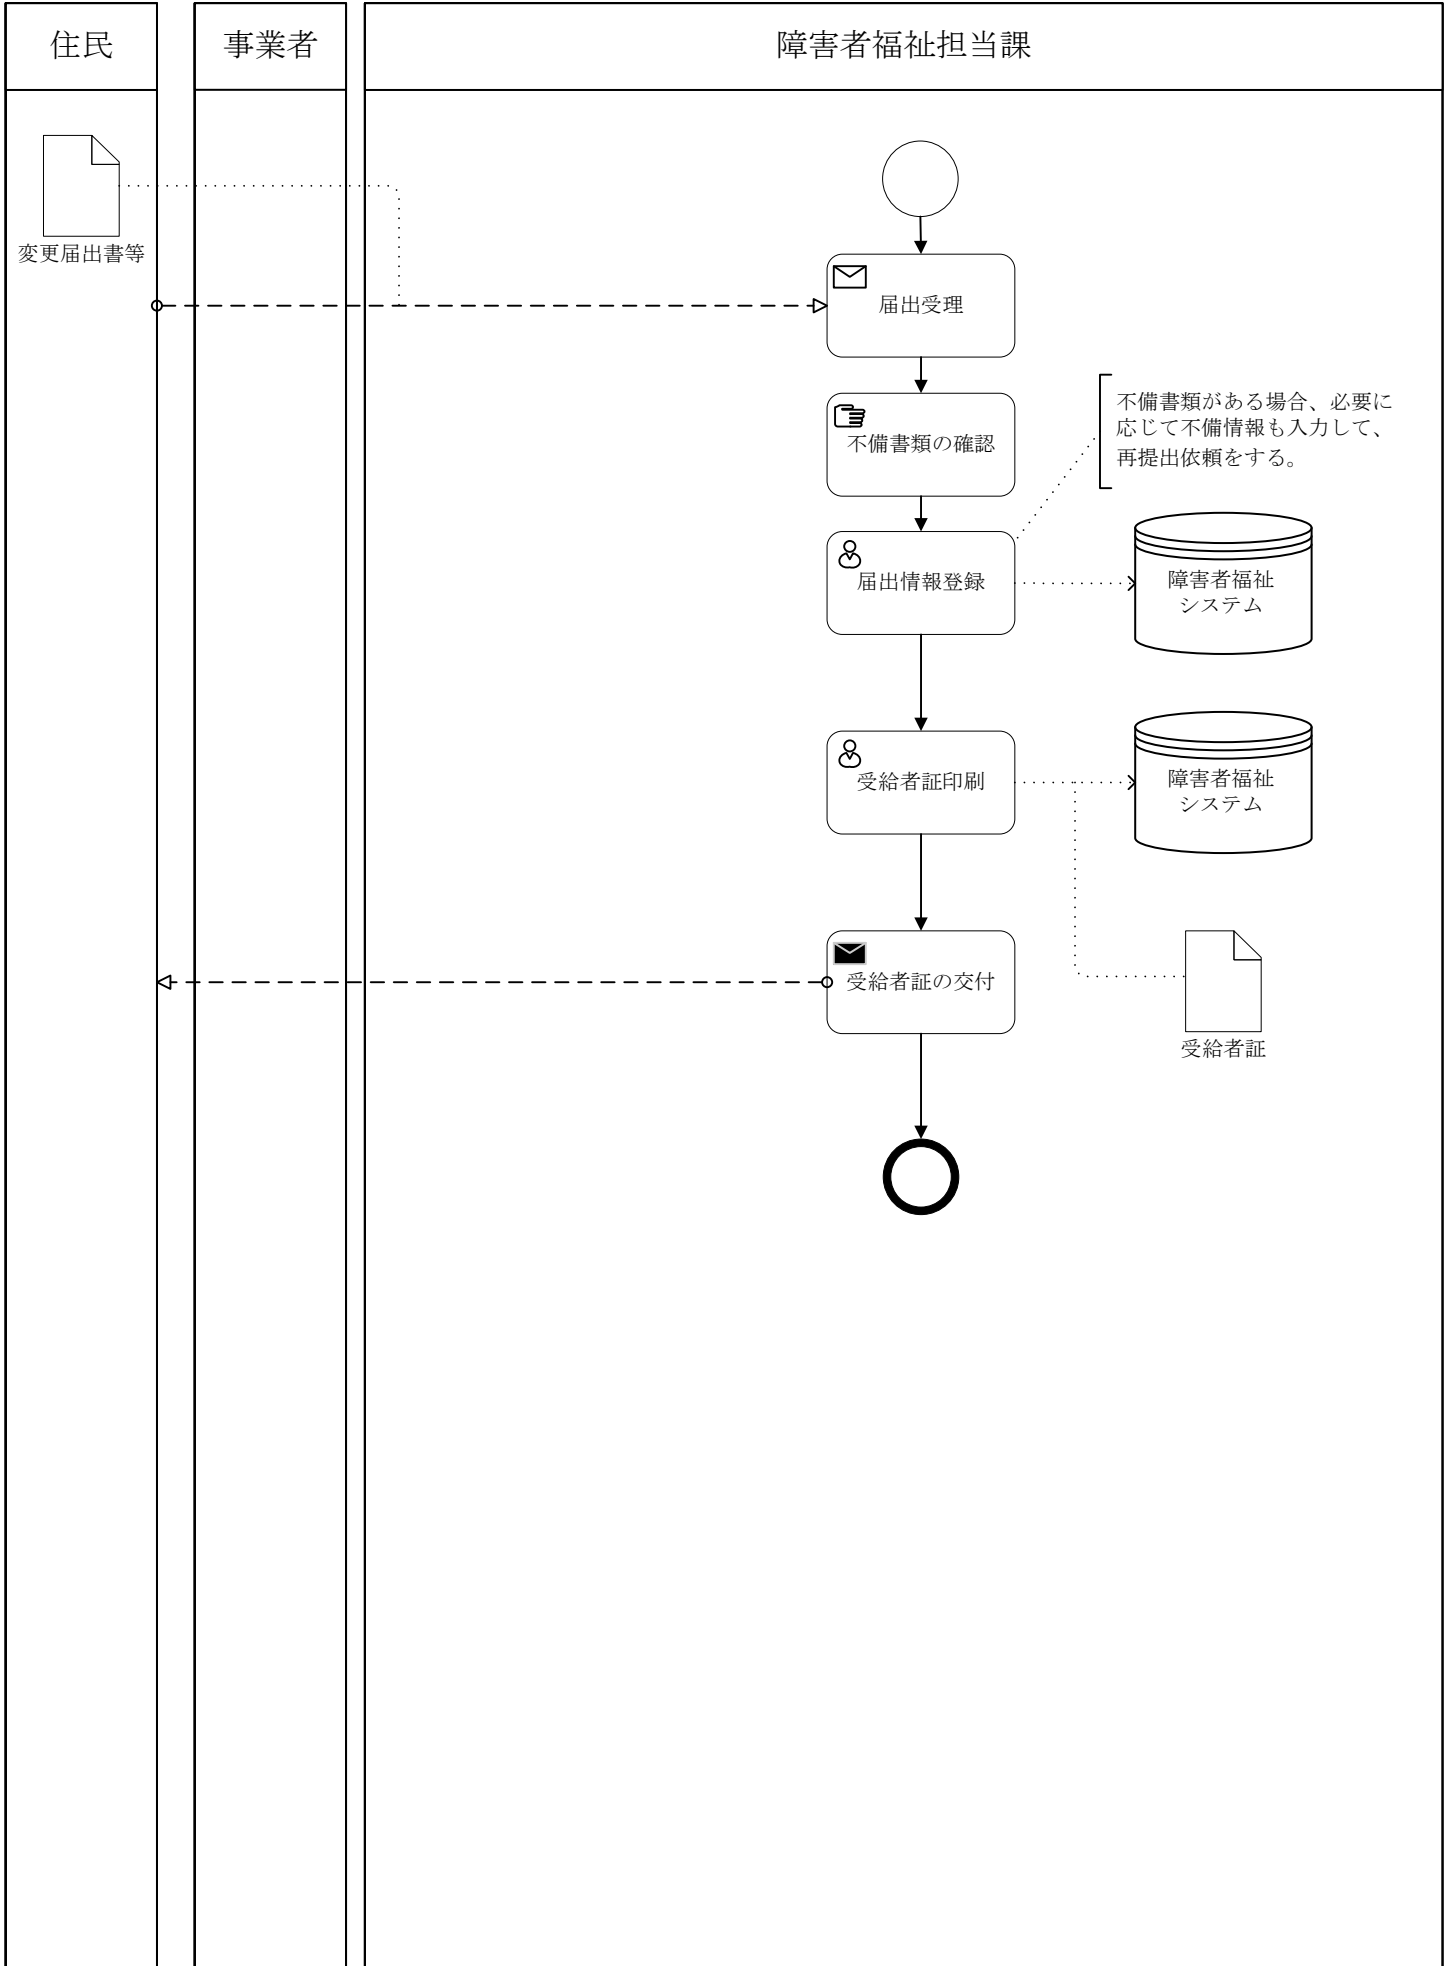 住民
事業者
障害者福祉担当課
変更届出書等
届出受理
不備書類の確認
不備書類がある場合、必要に
応じて不備情報も入力して、
再提出依頼をする。
届出情報登録
障害者福祉
システム
受給者証印刷
障害者福祉
システム
受給者証の交付
受給者証